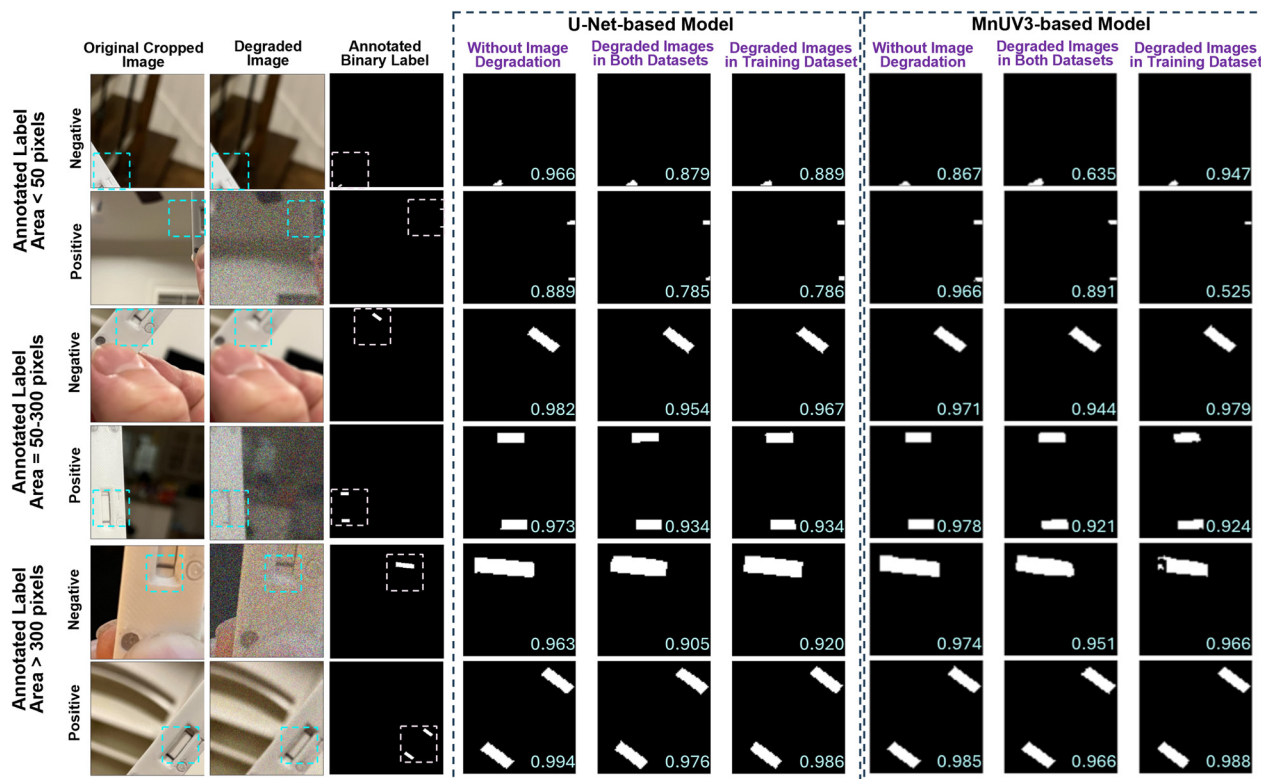 U-Net-based Model
MnUV3-based Model
Original Cropped
Image
Degraded
Image
Annotated
Binary Label
Without Image
Degradation
Degraded Images
in Both Datasets
Degraded Images
in Training Dataset
Without Image
Degradation
Degraded Images
in Both Datasets
Degraded Images
in Training Dataset
Annotated Label
Area < 50 pixels
Negative
0.966
0.879
0.889
0.867
0.635
0.947
Positive
0.889
0.785
0.786
0.966
0.891
0.525
Annotated Label
Area = 50-300 pixels
Negative
0.982
0.954
0.967
0.971
0.944
0.979
Positive
0.973
0.934
0.934
0.978
0.921
0.924
Annotated Label
Area > 300 pixels
Negative
0.963
0.905
0.920
0.974
0.951
0.966
Positive
0.994
0.976
0.986
0.985
0.966
0.988